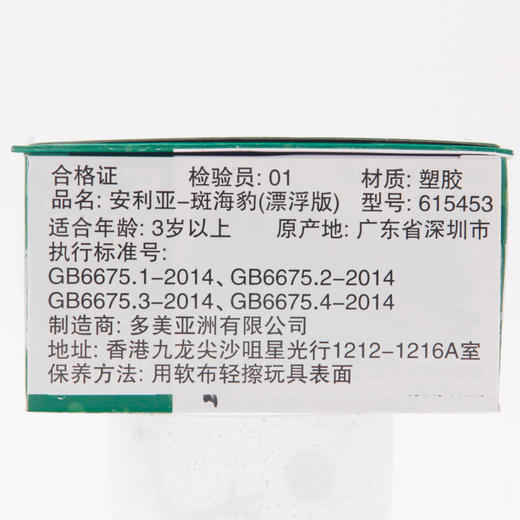 合格证 检验员: 01 材质: 塑胶
品名: 安利亚-斑海豹(漂浮版) 型号: 615453
适合年龄: 3岁以上 原产地: 广东省深圳市
执行标准号:
GB6675.1-2014、GB6675.2-2014
GB6675.3-2014、GB6675.4-2014
制造商: 多美亚洲有限公司
地址: 香港九龙尖沙咀星光行1212-1216A室
保养方法: 用软布轻擦玩具表面